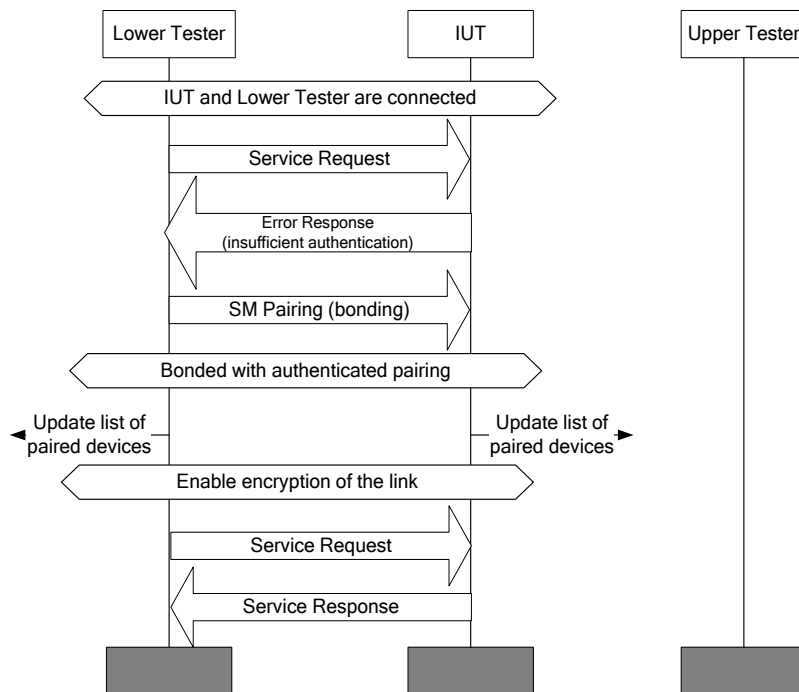 Lower Tester
IUT
Upper Tester
IUT and Lower Tester are connected
Service Request
Error Response
(insufficient authentication)
SM Pairing (bonding)
Bonded with authenticated pairing
Update list of
paired devices
Update list of
paired devices
Enable encryption of the link
Service Request
Service Response